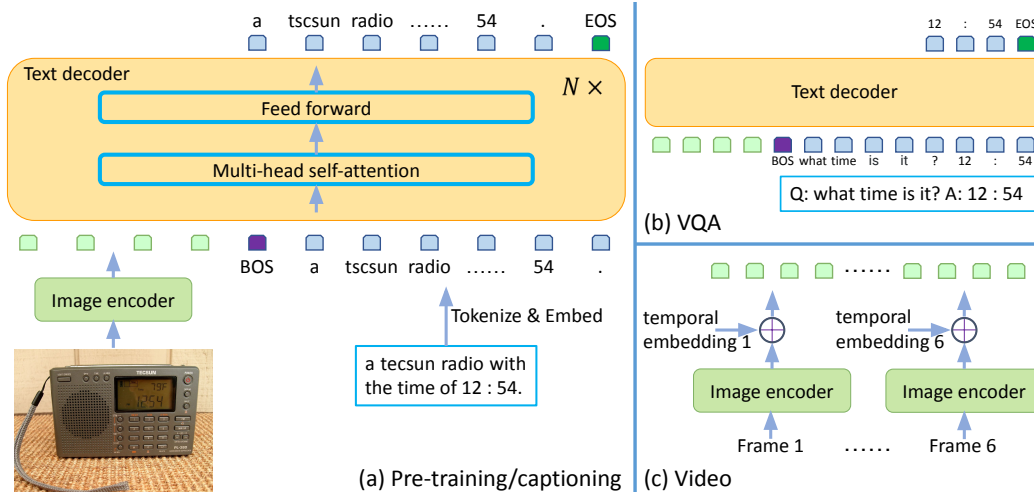 a tscsun radio ...... 54 . EOS
Text decoder
N ×
Feed forward
Multi-head self-attention
BOS a tscsun radio ...... 54 .
Image encoder
Tokenize & Embed
a tecsun radio with
the time of 12 : 54.
TECSUN
79F
1254
(a) Pre-training/captioning
12 : 54 EOS
Text decoder
BOS what time is it ? 12 : 54
Q: what time is it? A: 12 : 54
(b) VQA
......
temporal
embedding 1
temporal
embedding 6
Image encoder
Image encoder
Frame 1 ...... Frame 6
(c) Video